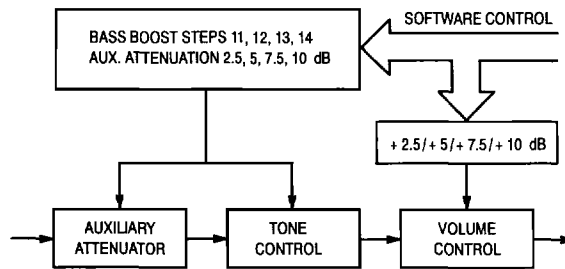 BASS BOOST STEPS 11, 12, 13, 14
AUX. ATTENUATION 2.5, 5, 7.5, 10 dB
SOFTWARE CONTROL
+ 2.5/+ 5/+ 7.5/+ 10 dB
AUXILIARY
ATTENUATOR
TONE
CONTROL
VOLUME
CONTROL